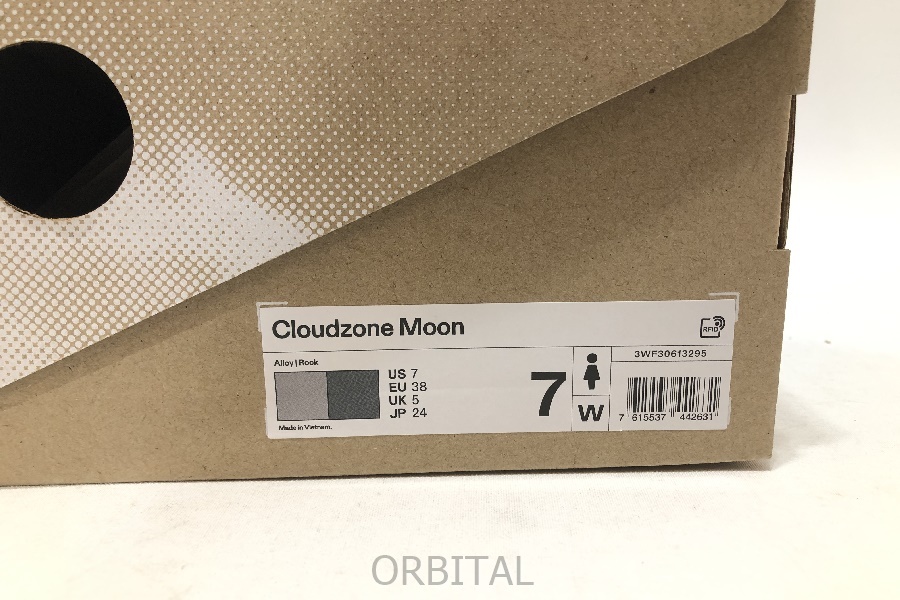 Cloudzone Moon
RFID
3WF30613295
Alloy | Rock
US 7
EU 38
UK 5
JP 24
7
W
7 615537 442631
Made in Vietnam.
ORBITAL